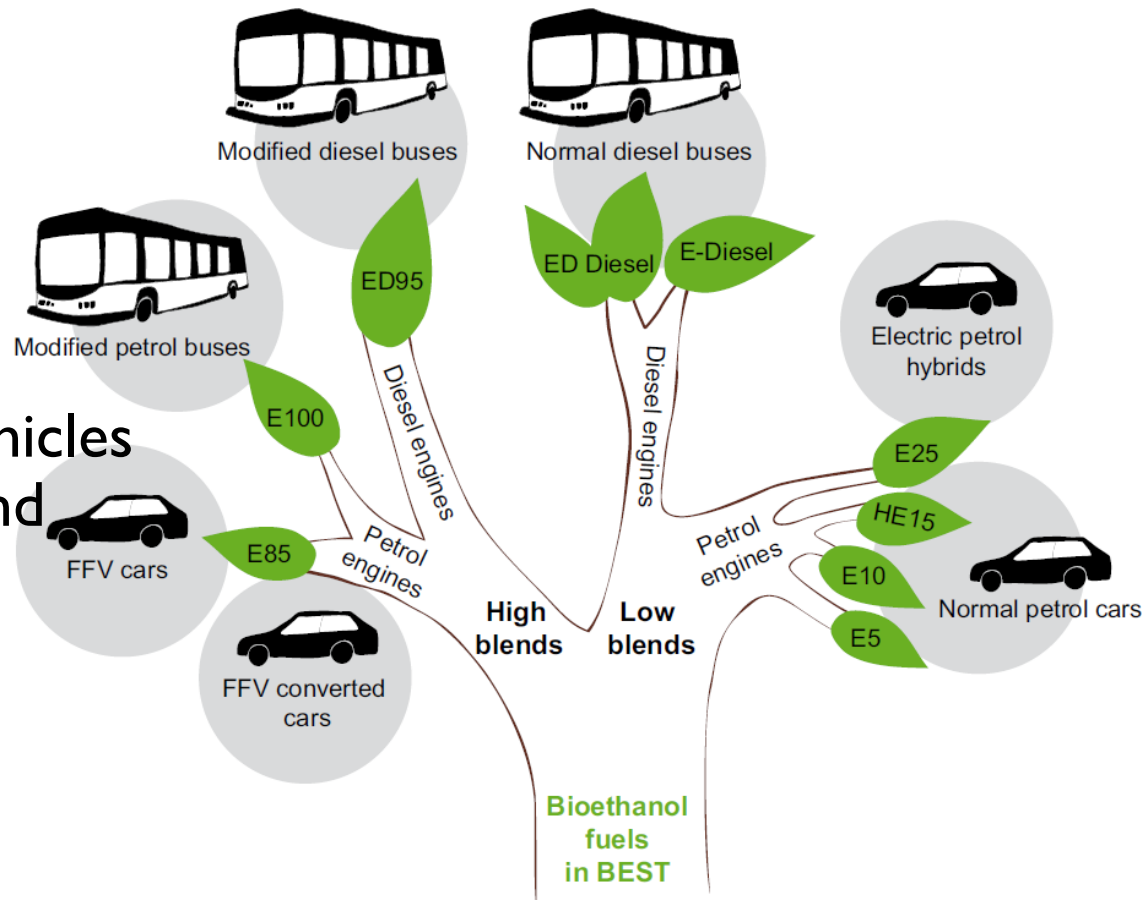 Modified diesel buses
Normal diesel buses
ED95
ED Diesel
E-Diesel
Modified petrol buses
Electric petrol
hybrids
Diesel engines
Diesel engines
E100
nicles
nd
E25
HE15
FFV cars
E85
Petrol
engines
Petrol
engines
E10
Normal petrol cars
E5
High
blends
Low
blends
FFV converted
cars
Bioethanol
fuels
in BEST